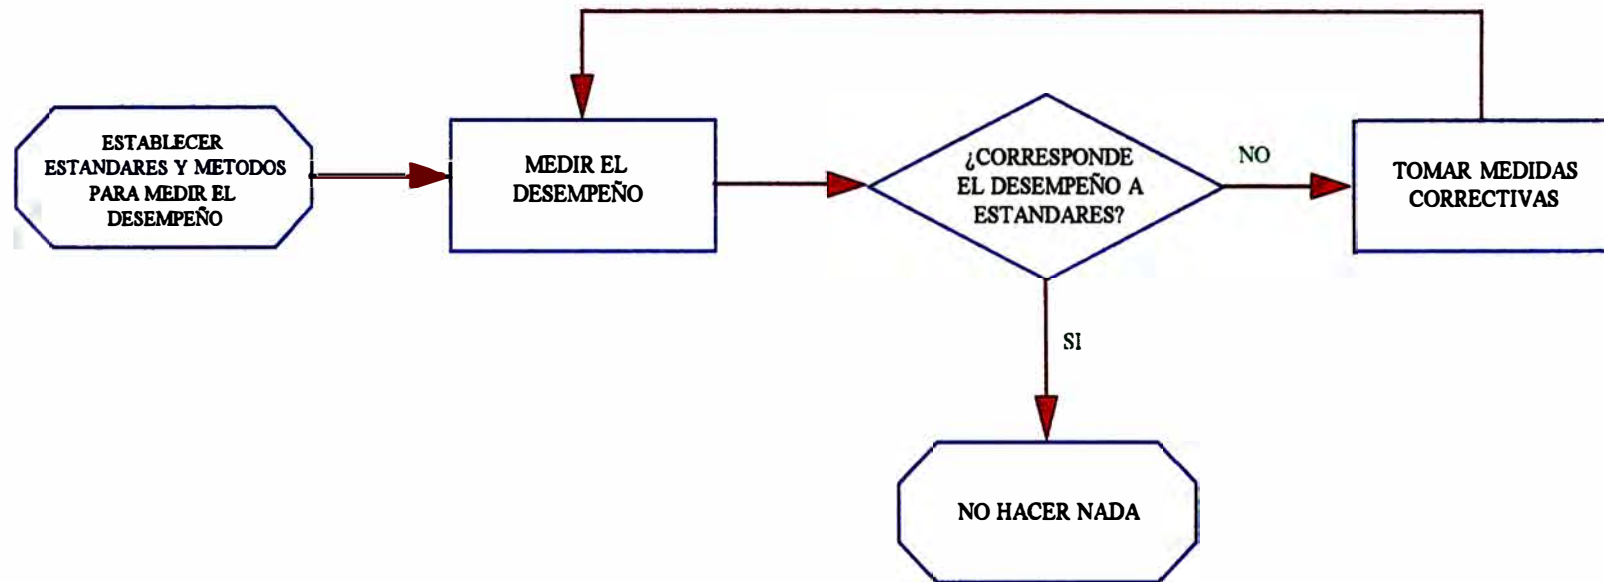 ESTABLECER
ESTANDARES Y METODOS
PARA MEDIR EL
DESEMPEÑO
MEDIR EL
DESEMPEÑO
¿CORRESPONDE
EL DESEMPEÑO A
ESTANDARES?
NO
TOMAR MEDIDAS
CORRECTIVAS
SI
NO HACER NADA